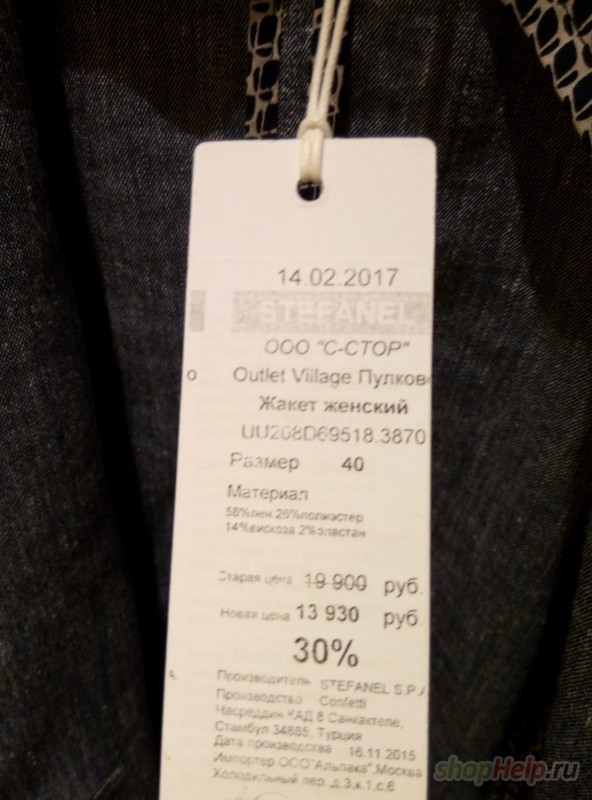 14.02.2017
STEFANEL
ООО "С-СТОР"
о Outlet Village Пулков
Жакет женский
UU208D69518.3870
Размер 40
Материал
58%лен 26%полиэстер
14%вискоза 2%эластан
Старая цена 19 900 руб.
Новая цена 13 930 руб.
30%
Производитель STEFANEL S.P.A
Производство Confetti
Насреддин КАД 8 Санкактепе,
Стамбул 34885, Турция
Дата производства 16.11.2015
Импортер ООО"Альпака",Москва
Холодильный пер. д.3,к.1,с.6
shopHelp.ru